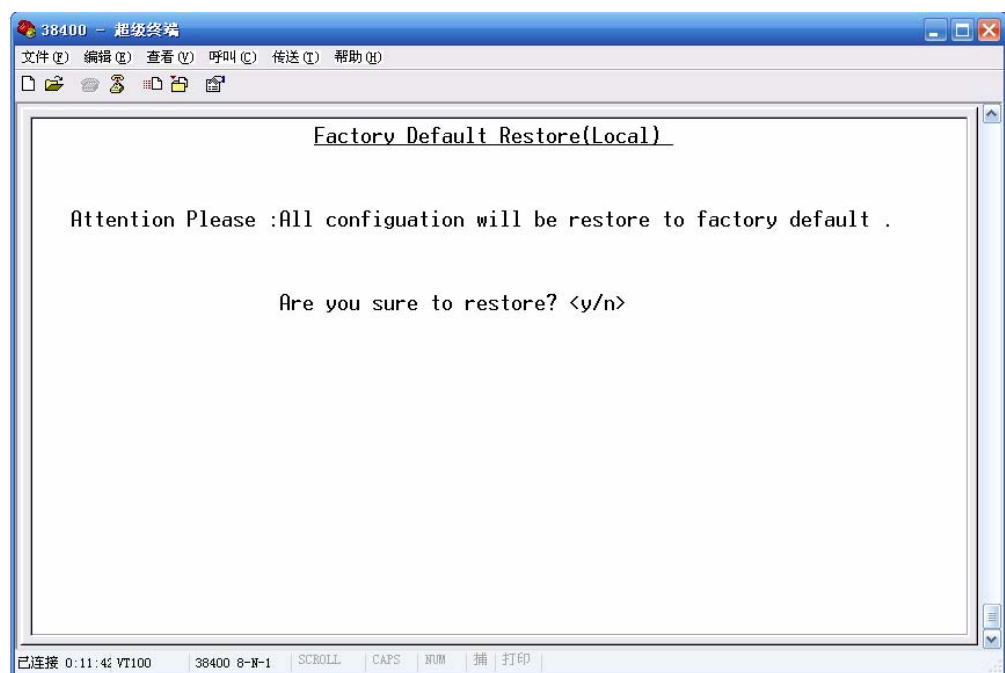 38400 - 超级终端
文件(F) 编辑(E) 查看(V) 呼叫(C) 传送(T) 帮助(H)
Factory Default Restore(Local)
Attention Please :All configuation will be restore to factory default .
Are you sure to restore? <y/n>
已连接 0:11:42 VT100 38400 8-N-1 SCROLL CAPS NUM 捕 打印